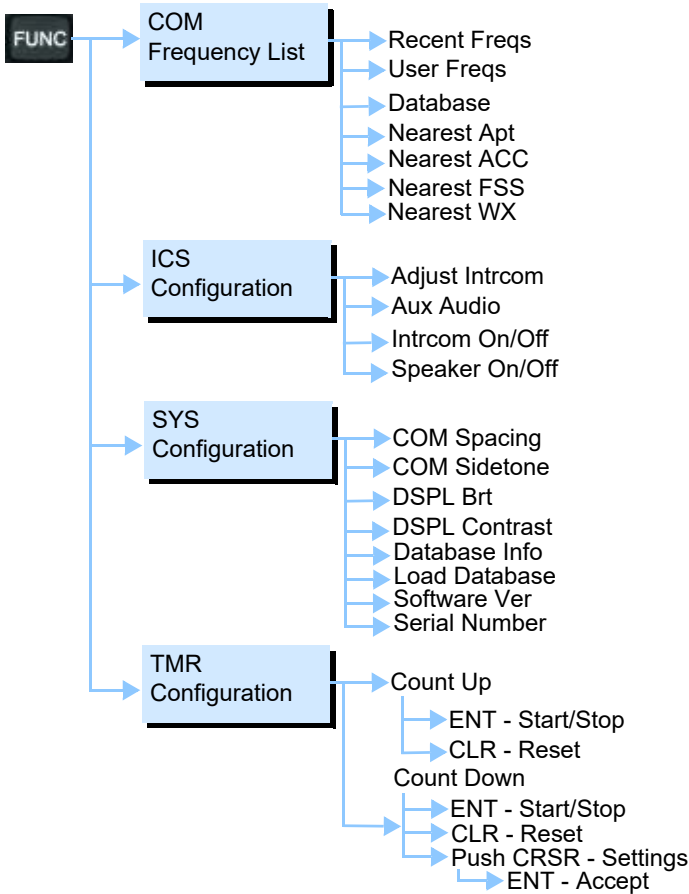 FUNC
COM
Frequency List
Recent Freqs
User Freqs
Database
Nearest Apt
Nearest ACC
Nearest FSS
Nearest WX
ICS
Configuration
Adjust Intrcom
Aux Audio
Intrcom On/Off
Speaker On/Off
SYS
Configuration
COM Spacing
COM Sidetone
DSPL Brt
DSPL Contrast
Database Info
Load Database
Software Ver
Serial Number
TMR
Configuration
Count Up
ENT - Start/Stop
CLR - Reset
Count Down
ENT - Start/Stop
CLR - Reset
Push CRSR - Settings
ENT - Accept